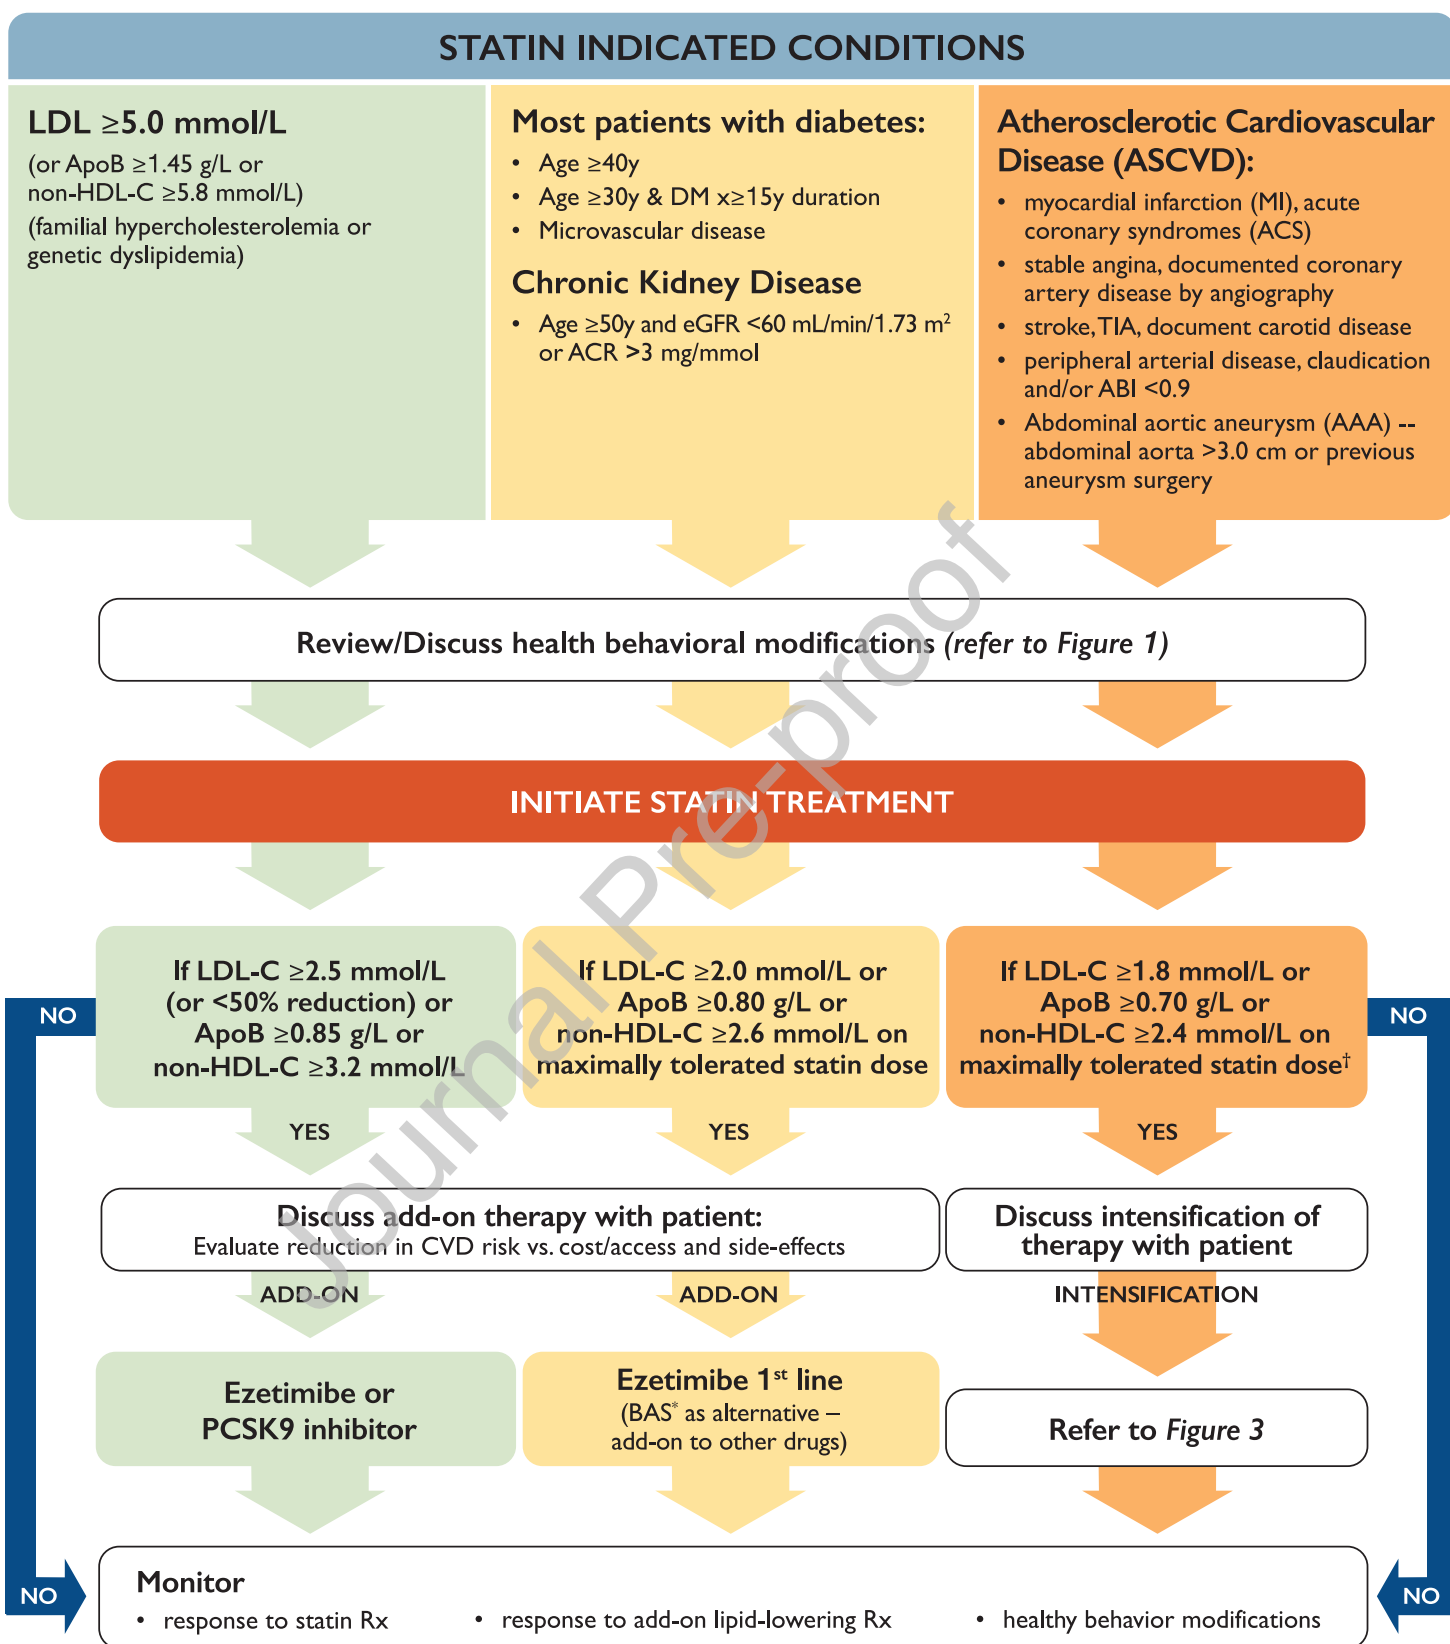 STATIN INDICATED CONDITIONS
LDL ≥5.0 mmol/L
(or ApoB ≥1.45 g/L or
non-HDL-C ≥5.8 mmol/L)
(familial hypercholesterolemia or
genetic dyslipidemia)
Most patients with diabetes:
• Age ≥40y
• Age ≥30y & DM x≥15y duration
• Microvascular disease
Chronic Kidney Disease
• Age ≥50y and eGFR <60 mL/min/1.73 m²
or ACR >3 mg/mmol
Atherosclerotic Cardiovascular
Disease (ASCVD):
• myocardial infarction (MI), acute
coronary syndromes (ACS)
• stable angina, documented coronary
artery disease by angiography
• stroke, TIA, document carotid disease
• peripheral arterial disease, claudication
and/or ABI <0.9
• Abdominal aortic aneurysm (AAA) --
abdominal aorta >3.0 cm or previous
aneurysm surgery
Review/Discuss health behavioral modifications (refer to Figure 1)
INITIATE STATIN TREATMENT
If LDL-C ≥2.5 mmol/L
(or <50% reduction) or
ApoB ≥0.85 g/L or
non-HDL-C ≥3.2 mmol/L
If LDL-C ≥2.0 mmol/L or
ApoB ≥0.80 g/L or
non-HDL-C ≥2.6 mmol/L on
maximally tolerated statin dose
If LDL-C ≥1.8 mmol/L or
ApoB ≥0.70 g/L or
non-HDL-C ≥2.4 mmol/L on
maximally tolerated statin dose†
NO
NO
YES
YES
YES
Discuss add-on therapy with patient:
Evaluate reduction in CVD risk vs. cost/access and side-effects
Discuss intensification of
therapy with patient
ADD-ON
ADD-ON
INTENSIFICATION
Ezetimibe or
PCSK9 inhibitor
Ezetimibe 1st line
(BAS* as alternative –
add-on to other drugs)
Refer to Figure 3
NO
NO
Monitor
• response to statin Rx
• response to add-on lipid-lowering Rx
• healthy behavior modifications
Journal Pre-proof